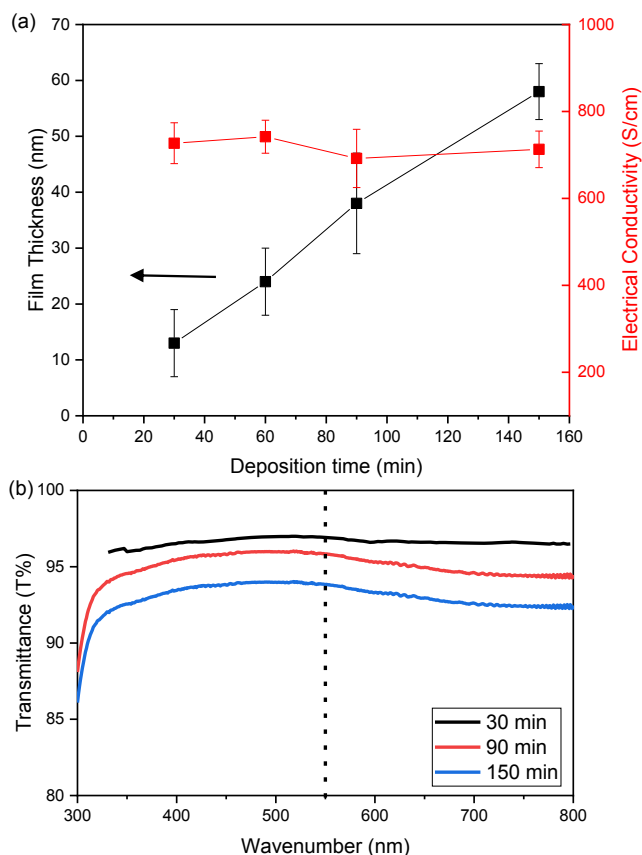 (a)
70
60
50
40
30
20
10
0
Film Thickness (nm)
1000
800
600
400
200
Electrical Conductivity (S/cm)
0 20 40 60 80 100 120 140 160
Deposition time (min)
(b)
100
95
90
85
80
Transmittance (T%)
30 min
90 min
150 min
300 400 500 600 700 800
Wavenumber (nm)